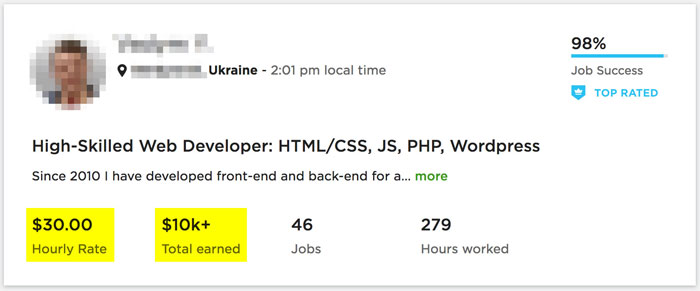 98%
Ukraine - 2:01 pm local time
Job Success
TOP RATED
High-Skilled Web Developer: HTML/CSS, JS, PHP, Wordpress
Since 2010 I have developed front-end and back-end for a... more
$30.00
Hourly Rate
$10k+
Total earned
46
Jobs
279
Hours worked